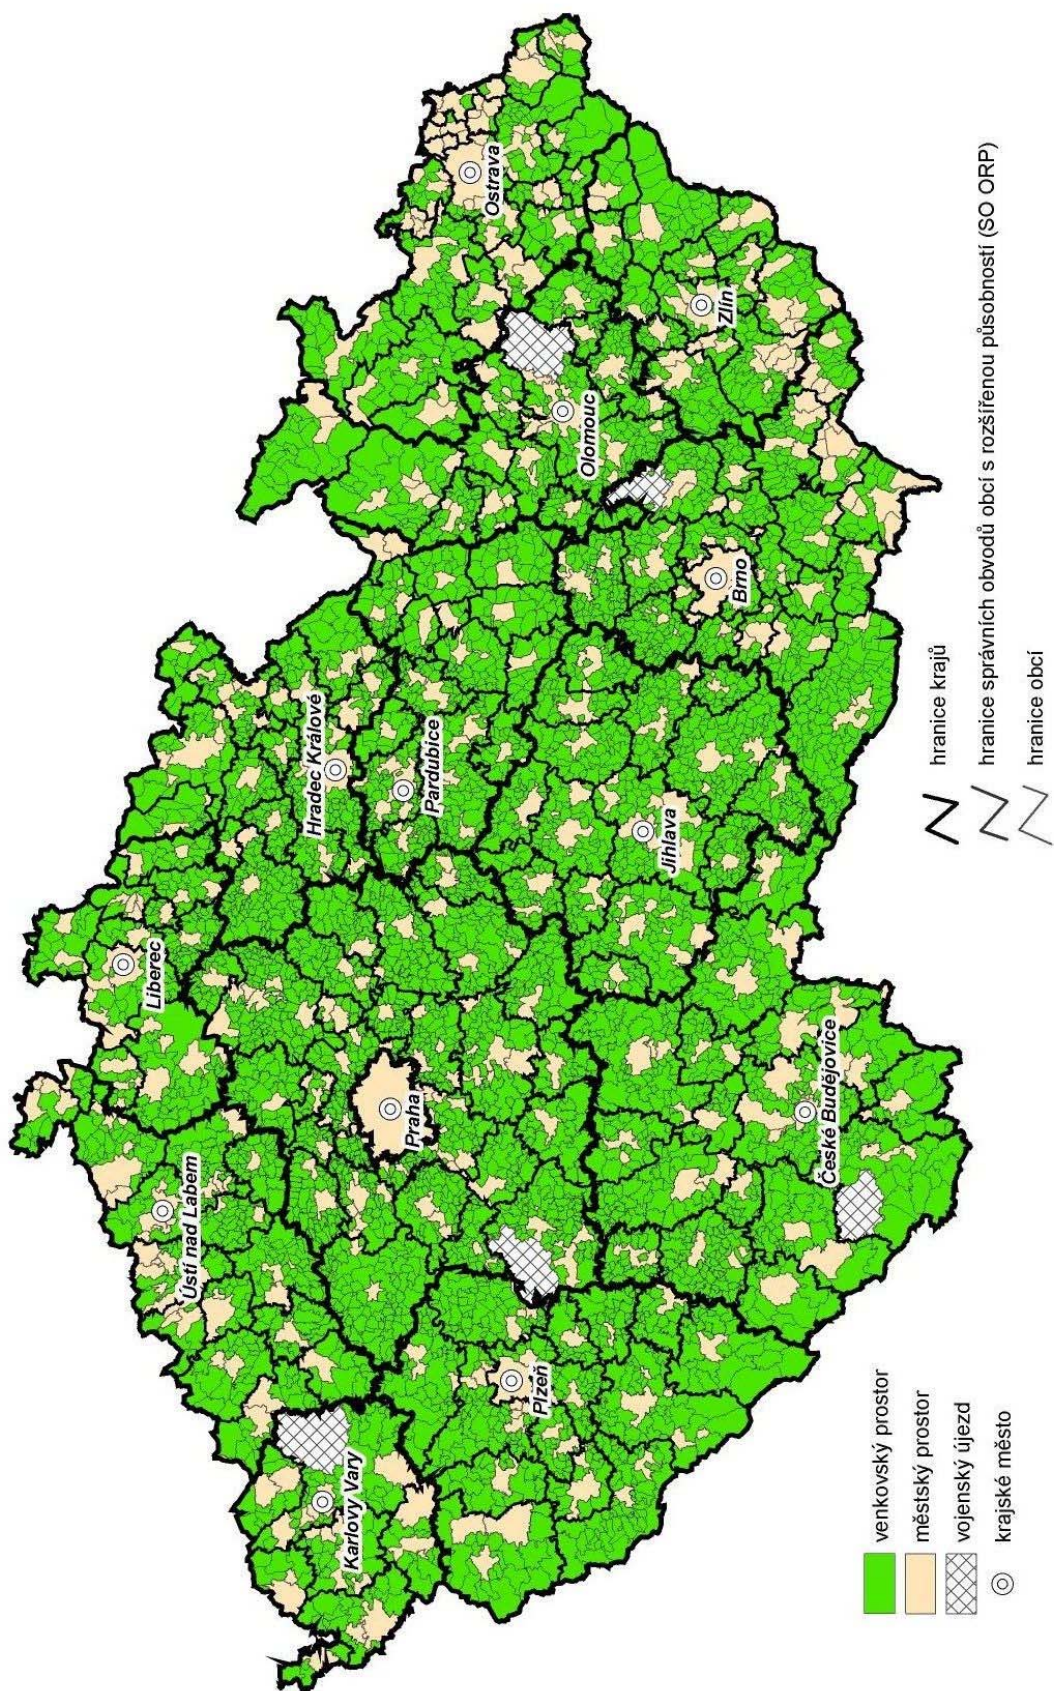 Liberec
Ústí nad Labem
Karlovy Vary
Hradec Králové
Praha
Pardubice
Ostrava
Plzeň
Olomouc
Jihlava
Zlín
Brno
České Budějovice
venkovský prostor
městský prostor
vojenský újezd
krajské město
hranice krajů
hranice správních obvodů obcí s rozšířenou působností (SO ORP)
hranice obcí